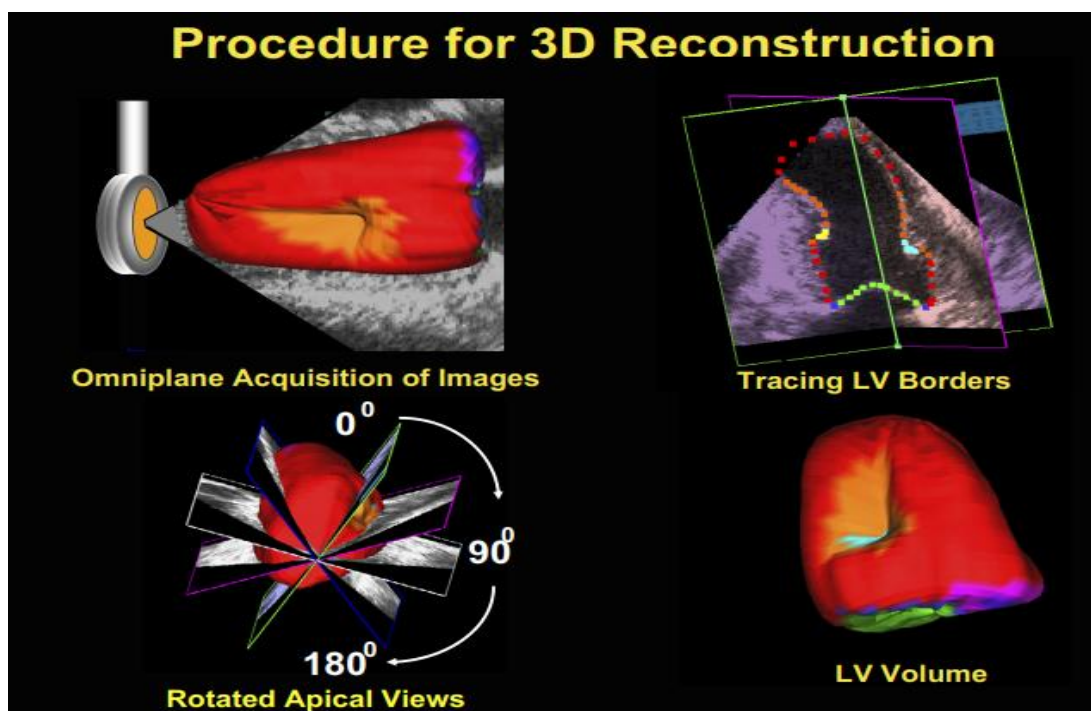 Procedure for 3D Reconstruction
Omniplane Acquisition of Images
Tracing LV Borders
0⁰
90⁰
180⁰
Rotated Apical Views
LV Volume